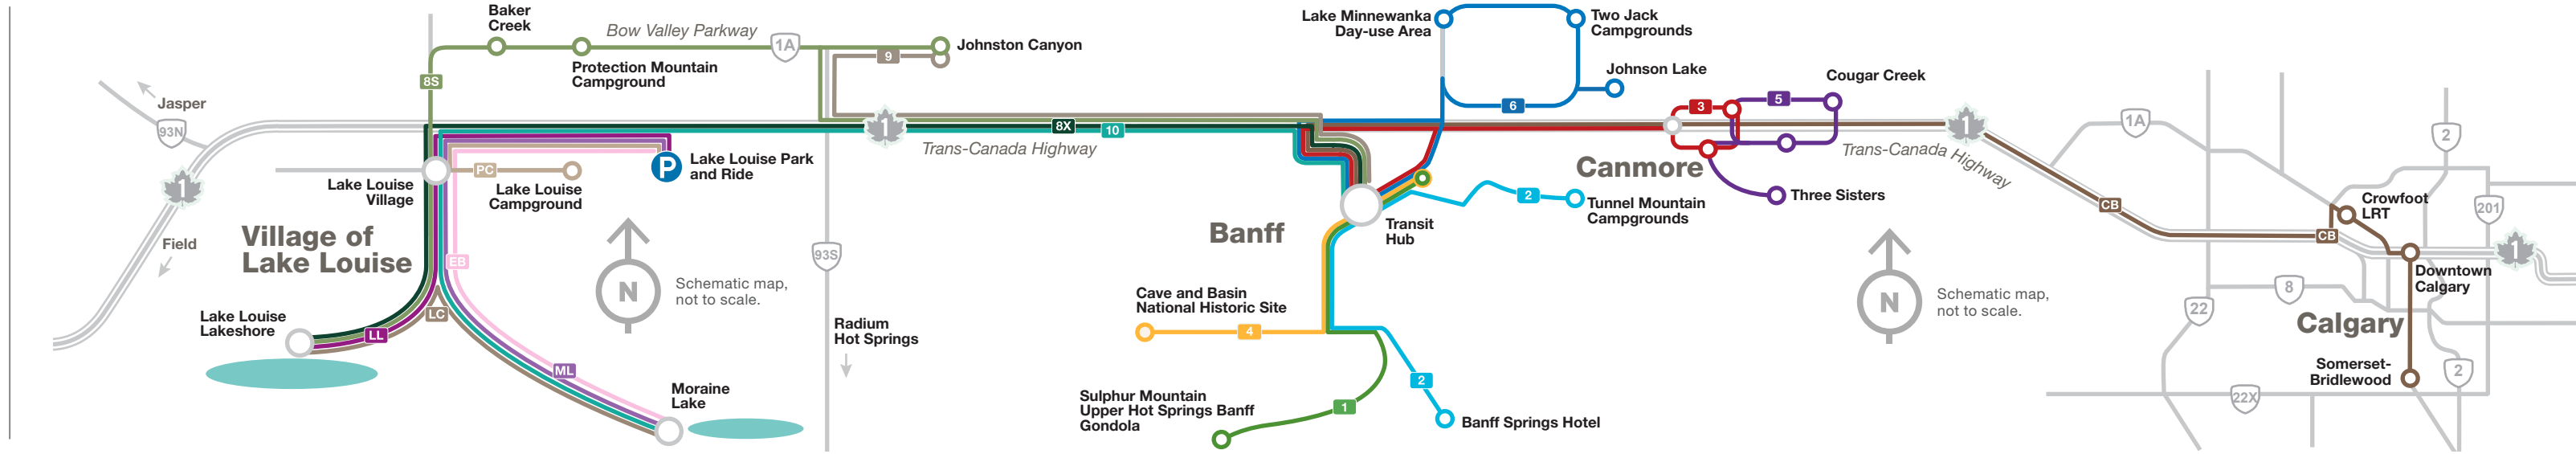 Baker
Creek
Bow Valley Parkway
1A
Johnston Canyon
9
8S
Protection Mountain
Campground
Jasper
93N
1
Field
1
8X
10
Trans-Canada Highway
P
Lake Louise Park
and Ride
PC
Lake Louise
Village
Lake Louise
Campground
Village of
Lake Louise
EB
N
Schematic map,
not to scale.
93S
Lake Louise
Lakeshore
LL
LC
ML
Moraine
Lake
Radium
Hot Springs
Lake Minnewanka
Day-use Area
Two Jack
Campgrounds
Johnson Lake
6
3
5
Cougar Creek
Canmore
Trans-Canada
Highway
1
Three Sisters
2
Tunnel Mountain
Campgrounds
Banff
Transit
Hub
Cave and Basin
National Historic Site
4
Sulphur Mountain
Upper Hot Springs Banff
Gondola
1
2
Banff Springs Hotel
N
Schematic map,
not to scale.
1A
2
CB
CB
Crowfoot
LRT
201
1
Downtown
Calgary
8
22
Calgary
Somerset-
Bridlewood
2
22X